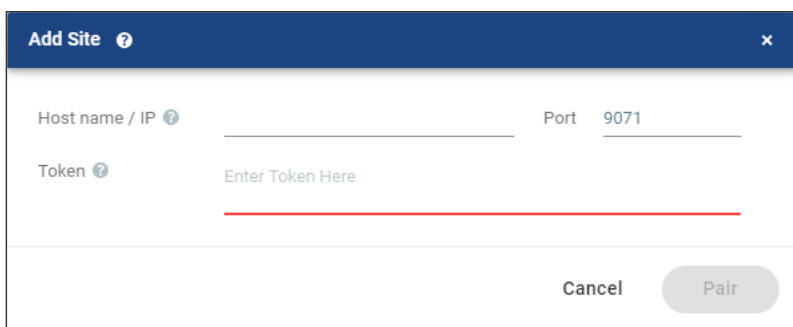 Add Site ?
Host name / IP ? Port 9071
Token ? Enter Token Here
Cancel Pair